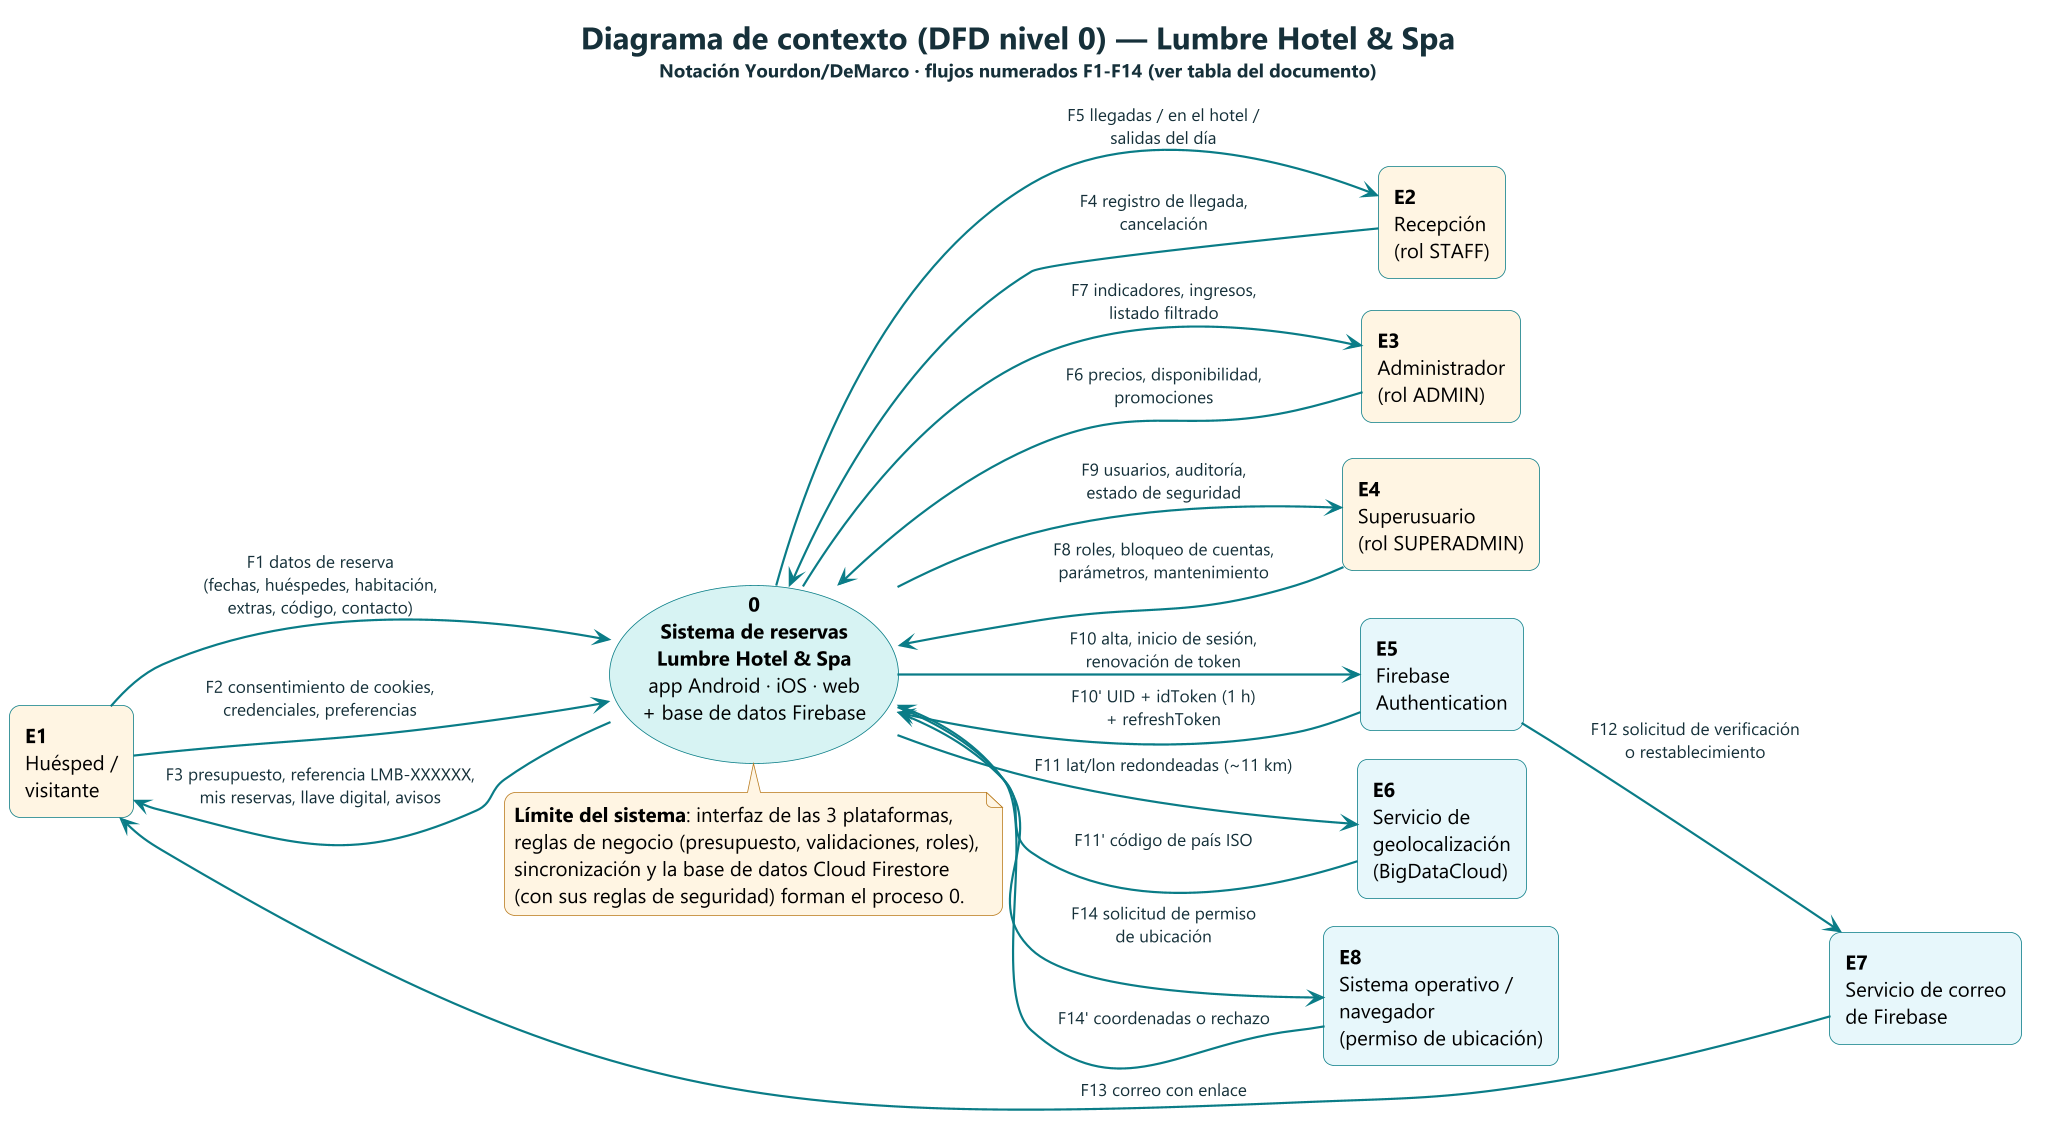 Diagrama de contexto (DFD nivel 0) — Lumbre Hotel & Spa
Notación Yourdon/DeMarco · flujos numerados F1-F14 (ver tabla del documento)
F5 llegadas / en el hotel /
salidas del día
E2
Recepción
(rol STAFF)
F4 registro de llegada,
cancelación
F7 indicadores, ingresos,
listado filtrado
E3
Administrador
(rol ADMIN)
F6 precios, disponibilidad,
promociones
F9 usuarios, auditoría,
estado de seguridad
E4
Superusuario
(rol SUPERADMIN)
F8 roles, bloqueo de cuentas,
parámetros, mantenimiento
F1 datos de reserva
(fechas, huéspedes, habitación,
extras, código, contacto)
0
Sistema de reservas
Lumbre Hotel & Spa
app Android · iOS · web
+ base de datos Firebase
F10 alta, inicio de sesión,
renovación de token
E5
Firebase
Authentication
F10' UID + idToken (1 h)
+ refreshToken
F2 consentimiento de cookies,
credenciales, preferencias
E1
Huésped /
visitante
F3 presupuesto, referencia LMB-XXXXXX,
mis reservas, llave digital, avisos
F12 solicitud de verificación
o restablecimiento
F11 lat/lon redondeadas (~11 km)
E6
Servicio de
geolocalización
(BigDataCloud)
Límite del sistema: interfaz de las 3 plataformas,
reglas de negocio (presupuesto, validaciones, roles),
sincronización y la base de datos Cloud Firestore
(con sus reglas de seguridad) forman el proceso 0.
F11' código de país ISO
F14 solicitud de permiso
de ubicación
E8
Sistema operativo /
navegador
(permiso de ubicación)
E7
Servicio de correo
de Firebase
F14' coordenadas o rechazo
F13 correo con enlace